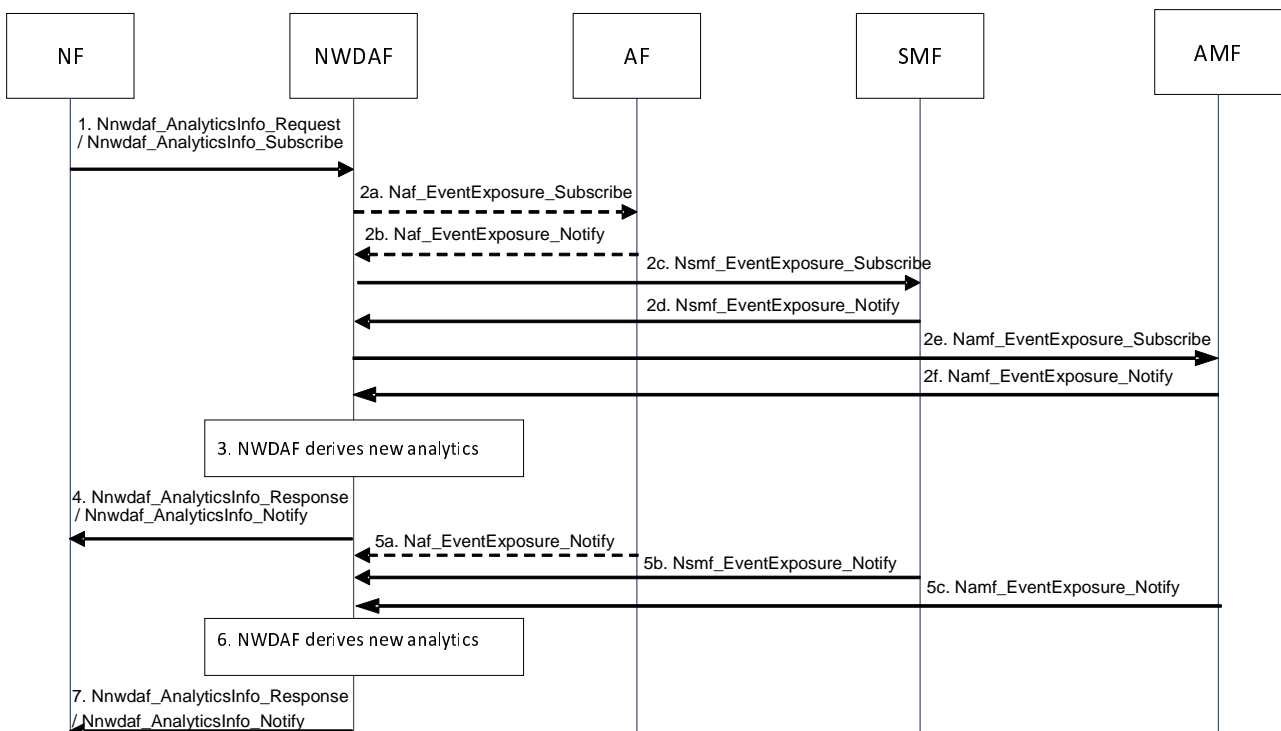 NF
NWDAF
AF
SMF
AMF
1. Nnwdaf_AnalyticsInfo_Request
/ Nnwdaf_AnalyticsInfo_Subscribe
2a. Naf_EventExposure_Subscribe
2b. Naf_EventExposure_Notify
2c. Nsmf_EventExposure_Subscribe
2d. Nsmf_EventExposure_Notify
2e. Namf_EventExposure_Subscribe
2f. Namf_EventExposure_Notify
3. NWDAF derives new analytics
4. Nnwdaf_AnalyticsInfo_Response
/ Nnwdaf_AnalyticsInfo_Notify
5a. Naf_EventExposure_Notify
5b. Nsmf_EventExposure_Notify
5c. Namf_EventExposure_Notify
6. NWDAF derives new analytics
7. Nnwdaf_AnalyticsInfo_Response
/ Nnwdaf_AnalyticsInfo_Notify